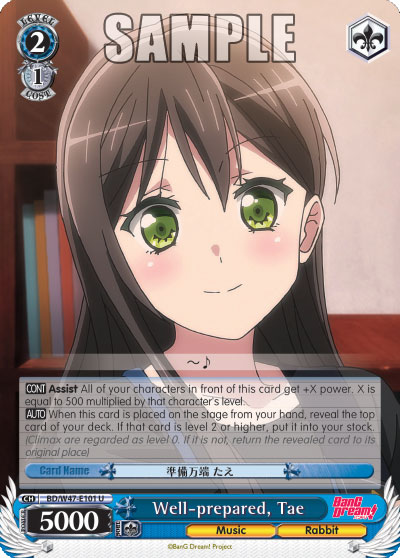 LEVEL
SAMPLE
2
1
COST
～♪
CONT Assist All of your characters in front of this card get +X power. X is
equal to 500 multiplied by that character's level.
AUTO When this card is placed on the stage from your hand, reveal the top
card of your deck. If that card is level 2 or higher, put it into your stock.
(Climax are regarded as level 0. If it is not, return the revealed card to its
original place)
Card Name
準備万端 たえ
CH BD/W47-E101 U
Well-prepared, Tae
BanG Dream!
POWER
5000
SOUL
Music
Rabbit
©BanG Dream! Project